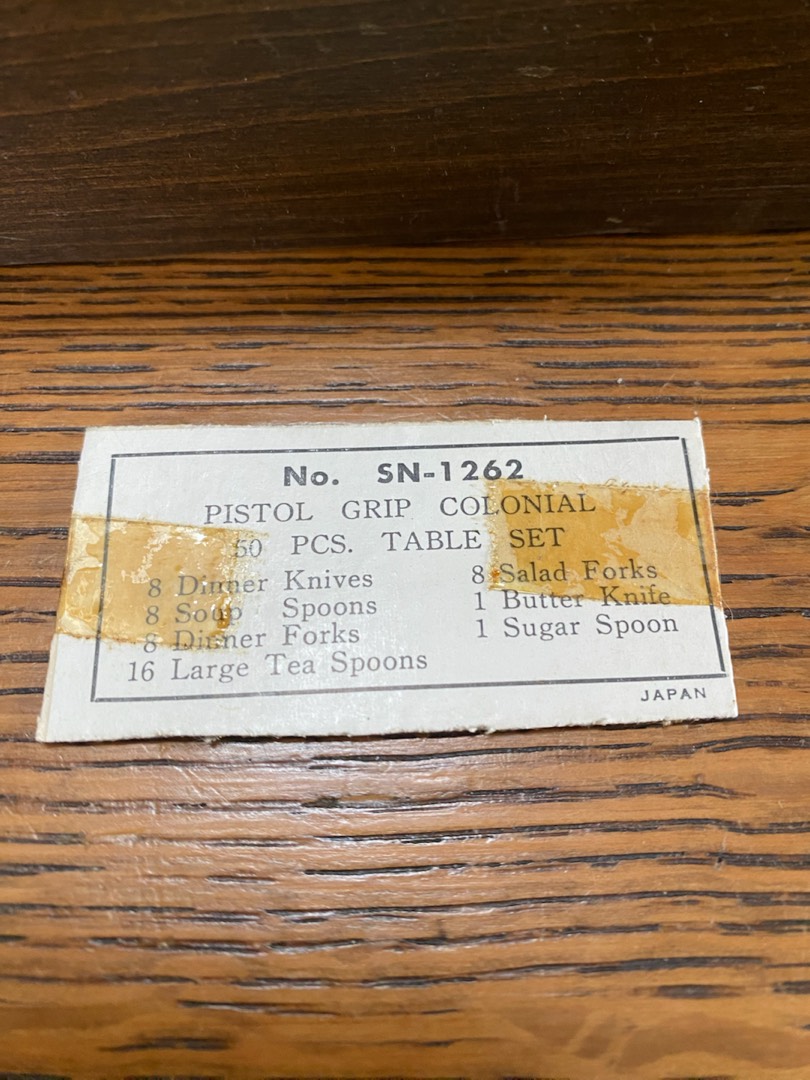 No. SN-1262
PISTOL GRIP COLONIAL
50 PCS. TABLE SET
8 Dinner Knives
8 Soup Spoons
8 Dinner Forks
16 Large Tea Spoons
8 Salad Forks
1 Butter Knife
1 Sugar Spoon
JAPAN